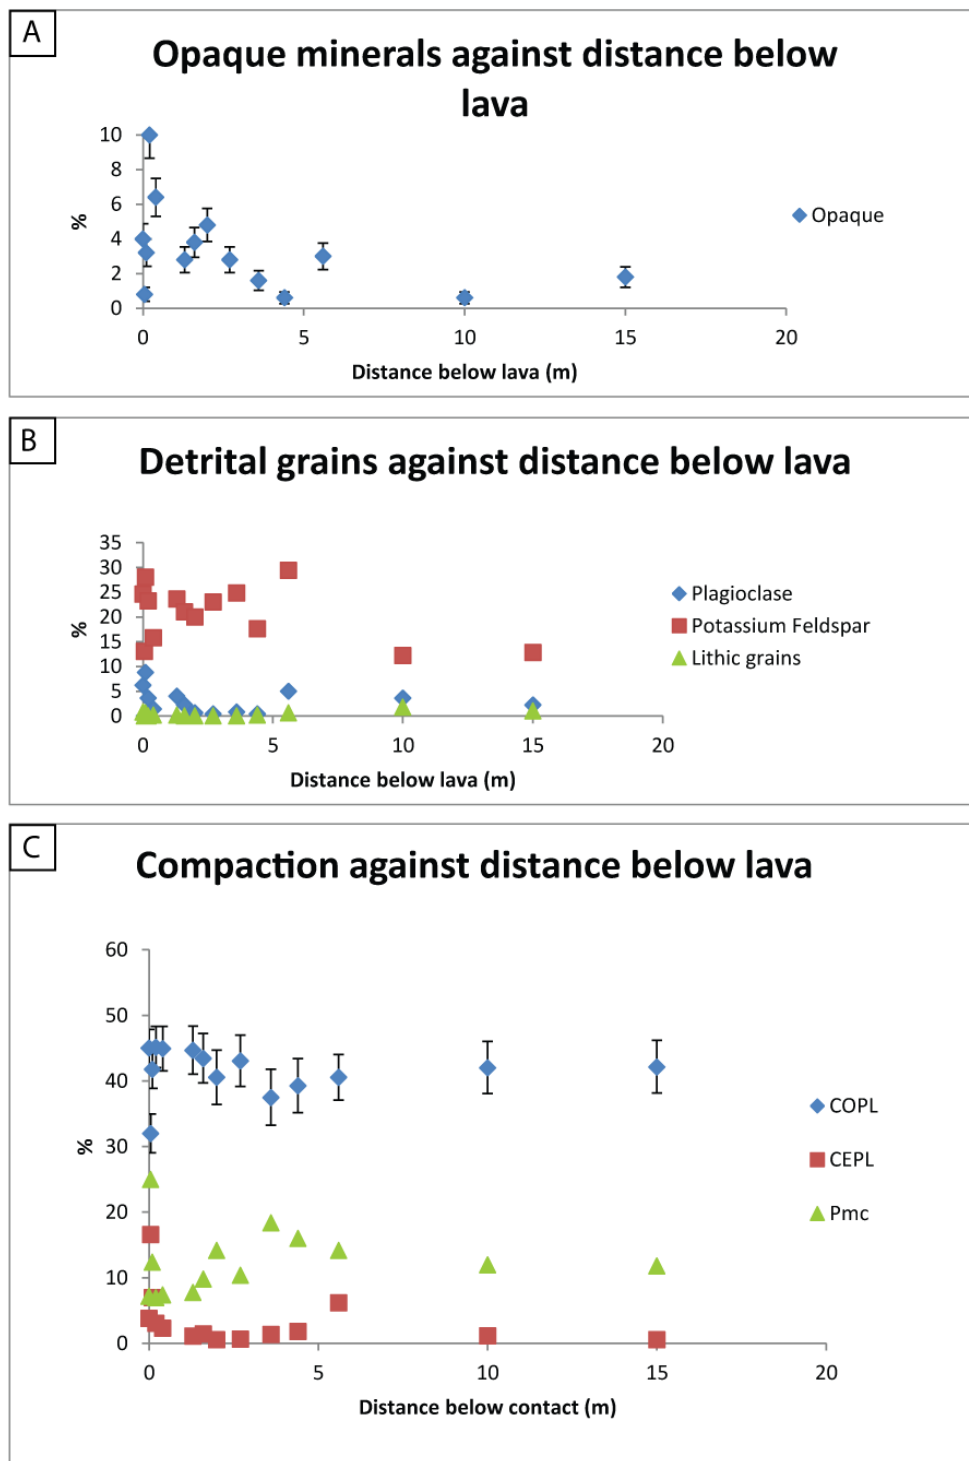 A
Opaque minerals against distance below
lava
10
8
6
4
2
0
%
0 5 10 15 20
Distance below lava (m)
Opaque
B
Detrital grains against distance below lava
35
30
25
20
15
10
5
0
%
0 5 10 15 20
Distance below lava (m)
Plagioclase
Potassium Feldspar
Lithic grains
C
Compaction against distance below lava
60
50
40
30
20
10
0
%
0 5 10 15 20
Distance below contact (m)
COPL
CEPL
Pmc